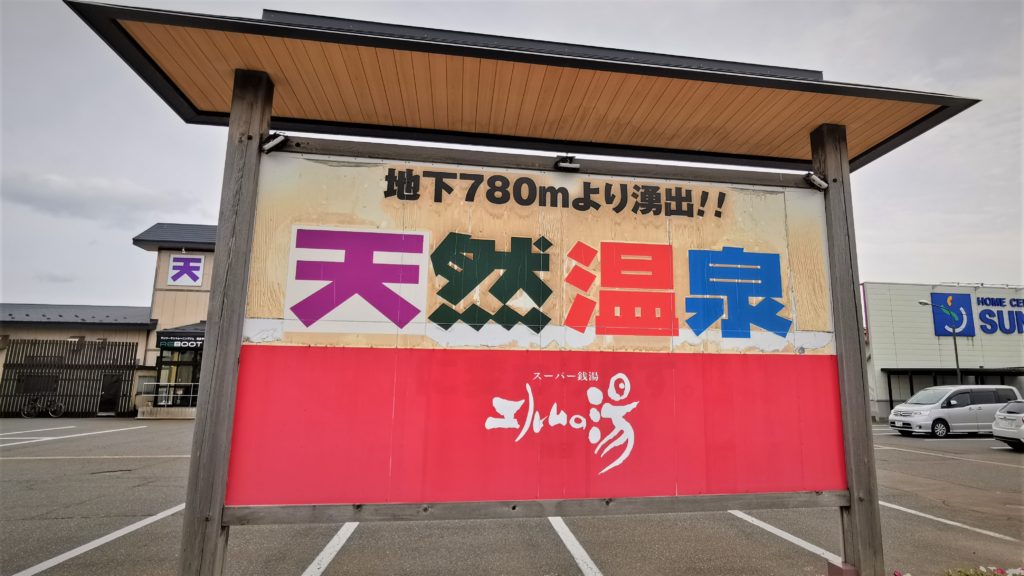 地下780mより湧出!!
天然温泉
スーパー銭湯
エルムの湯
天
BOOT
HOME CE
SUN